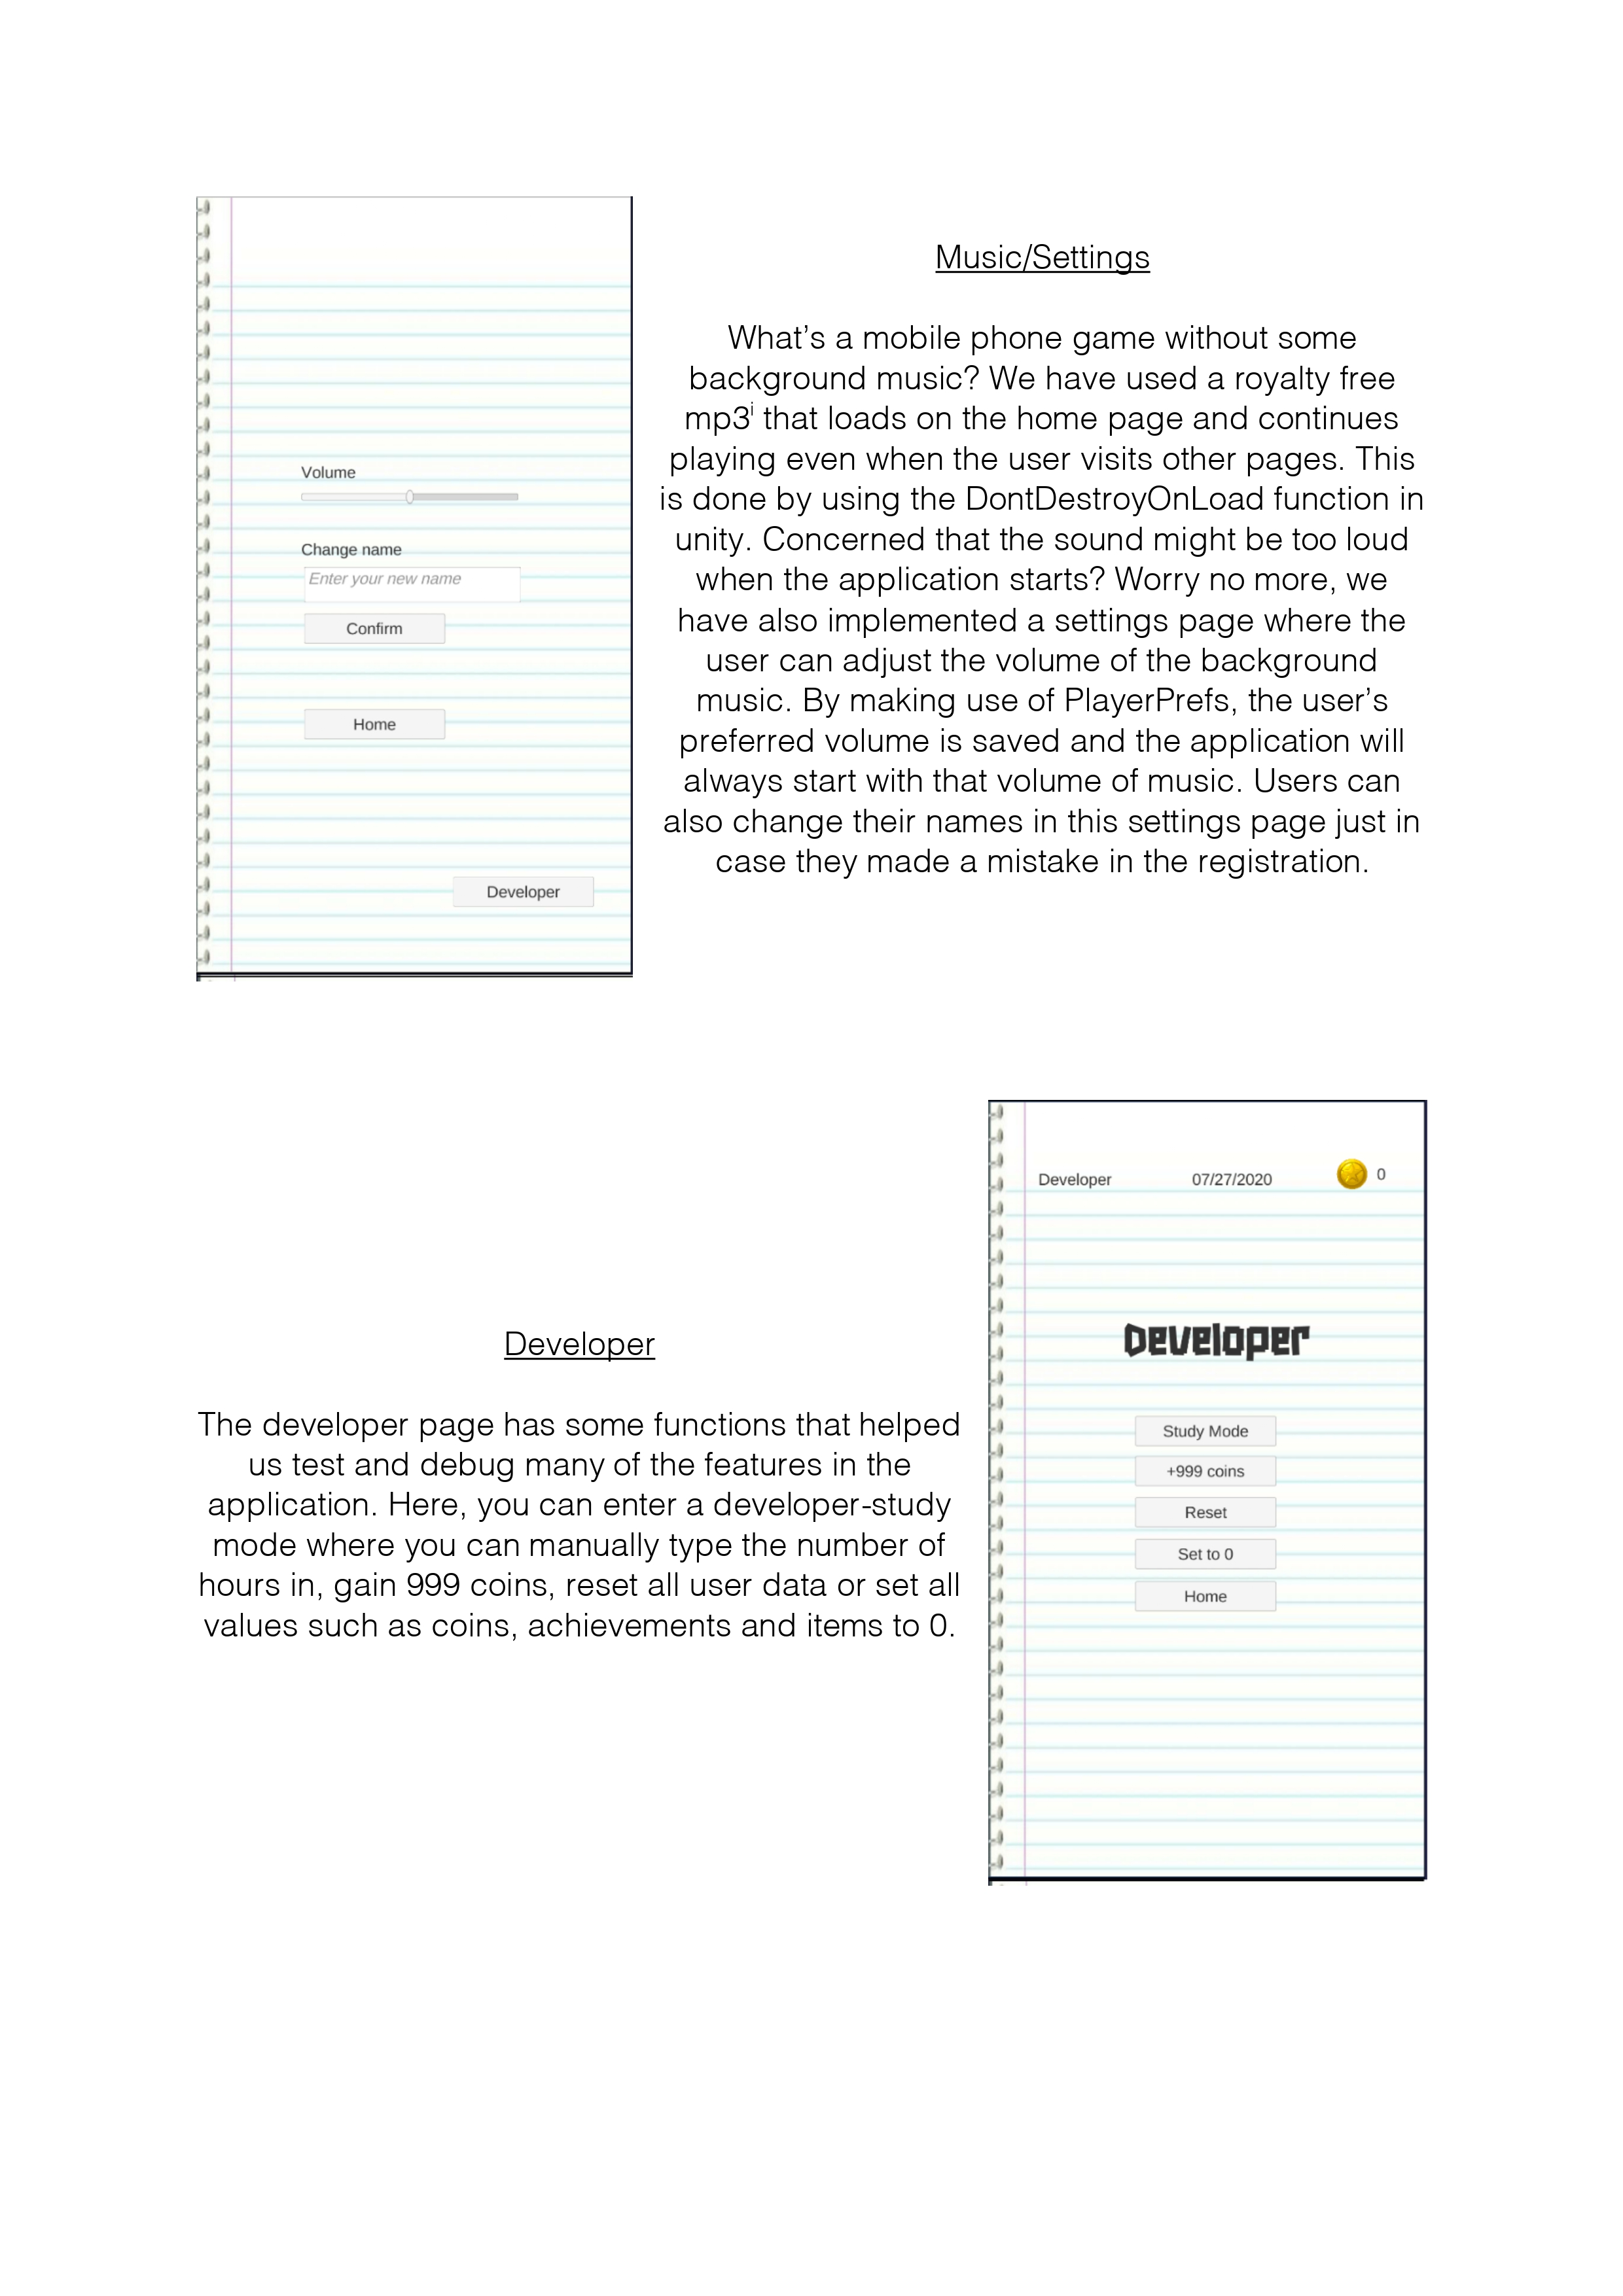 Volume
Change name
Enter your new name
Confirm
Home
Developer
Music/Settings
What’s a mobile phone game without some
background music? We have used a royalty free
mp3ⁱ that loads on the home page and continues
playing even when the user visits other pages. This
is done by using the DontDestroyOnLoad function in
unity. Concerned that the sound might be too loud
when the application starts? Worry no more, we
have also implemented a settings page where the
user can adjust the volume of the background
music. By making use of PlayerPrefs, the user’s
preferred volume is saved and the application will
always start with that volume of music. Users can
also change their names in this settings page just in
case they made a mistake in the registration.
Developer
The developer page has some functions that helped
us test and debug many of the features in the
application. Here, you can enter a developer-study
mode where you can manually type the number of
hours in, gain 999 coins, reset all user data or set all
values such as coins, achievements and items to 0.
Developer 07/27/2020 0
Developer
Study Mode
+999 coins
Reset
Set to 0
Home